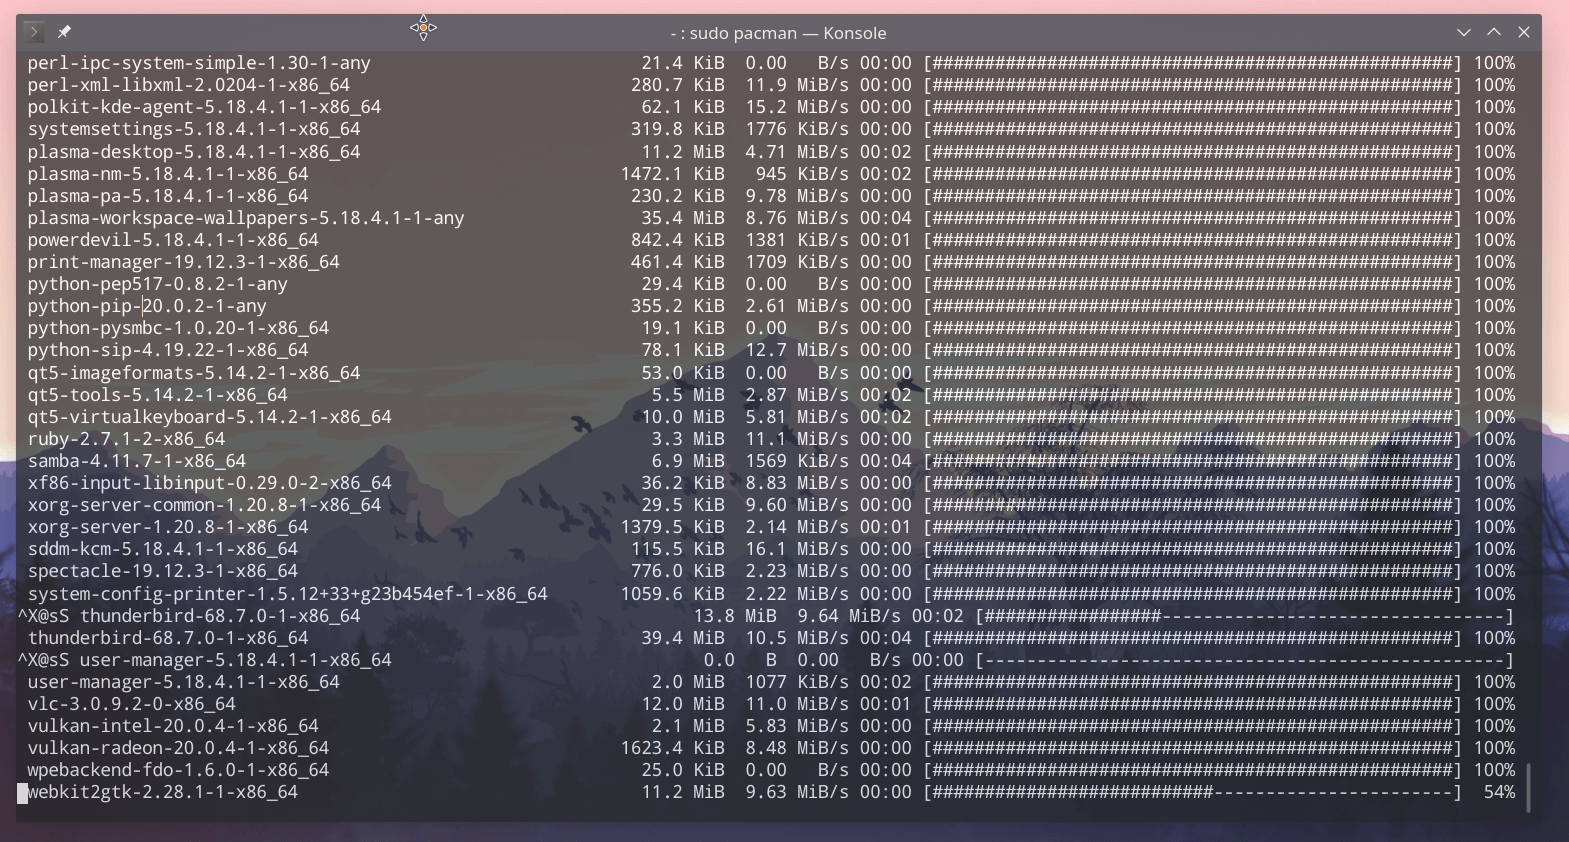 - : sudo pacman — Konsole
perl-ipc-system-simple-1.30-1-any 21.4 KiB 0.00 B/s 00:00 [##################################################] 100%
perl-xml-libxml-2.0204-1-x86_64 280.7 KiB 11.9 MiB/s 00:00 [##################################################] 100%
polkit-kde-agent-5.18.4.1-1-x86_64 62.1 KiB 15.2 MiB/s 00:00 [##################################################] 100%
systemsettings-5.18.4.1-1-x86_64 319.8 KiB 1776 KiB/s 00:00 [##################################################] 100%
plasma-desktop-5.18.4.1-1-x86_64 11.2 MiB 4.71 MiB/s 00:02 [##################################################] 100%
plasma-nm-5.18.4.1-1-x86_64 1472.1 KiB 945 KiB/s 00:02 [##################################################] 100%
plasma-pa-5.18.4.1-1-x86_64 230.2 KiB 9.78 MiB/s 00:00 [##################################################] 100%
plasma-workspace-wallpapers-5.18.4.1-1-any 35.4 MiB 8.76 MiB/s 00:04 [##################################################] 100%
powerdevil-5.18.4.1-1-x86_64 842.4 KiB 1381 KiB/s 00:01 [##################################################] 100%
print-manager-19.12.3-1-x86_64 461.4 KiB 1709 KiB/s 00:00 [##################################################] 100%
python-pep517-0.8.2-1-any 29.4 KiB 0.00 B/s 00:00 [##################################################] 100%
python-pip-20.0.2-1-any 355.2 KiB 2.61 MiB/s 00:00 [##################################################] 100%
python-pysmbc-1.0.20-1-x86_64 19.1 KiB 0.00 B/s 00:00 [##################################################] 100%
python-sip-4.19.22-1-x86_64 78.1 KiB 12.7 MiB/s 00:00 [##################################################] 100%
qt5-imageformats-5.14.2-1-x86_64 53.0 KiB 0.00 B/s 00:00 [##################################################] 100%
qt5-tools-5.14.2-1-x86_64 5.5 MiB 2.87 MiB/s 00:02 [##################################################] 100%
qt5-virtualkeyboard-5.14.2-1-x86_64 10.0 MiB 5.81 MiB/s 00:02 [##################################################] 100%
ruby-2.7.1-2-x86_64 3.3 MiB 11.1 MiB/s 00:00 [##################################################] 100%
samba-4.11.7-1-x86_64 6.9 MiB 1569 KiB/s 00:04 [##################################################] 100%
xf86-input-libinput-0.29.0-2-x86_64 36.2 KiB 8.83 MiB/s 00:00 [##################################################] 100%
xorg-server-common-1.20.8-1-x86_64 29.5 KiB 9.60 MiB/s 00:00 [##################################################] 100%
xorg-server-1.20.8-1-x86_64 1379.5 KiB 2.14 MiB/s 00:01 [##################################################] 100%
sddm-kcm-5.18.4.1-1-x86_64 115.5 KiB 16.1 MiB/s 00:00 [##################################################] 100%
spectacle-19.12.3-1-x86_64 776.0 KiB 2.23 MiB/s 00:00 [##################################################] 100%
system-config-printer-1.5.12+33+g23b454ef-1-x86_64 1059.6 KiB 2.22 MiB/s 00:00 [##################################################] 100%
^X@sS thunderbird-68.7.0-1-x86_64 13.8 MiB 9.64 MiB/s 00:02 [#################---------------------------------]
thunderbird-68.7.0-1-x86_64 39.4 MiB 10.5 MiB/s 00:04 [##################################################] 100%
^X@sS user-manager-5.18.4.1-1-x86_64 0.0 B 0.00 B/s 00:00 [--------------------------------------------------]
user-manager-5.18.4.1-1-x86_64 2.0 MiB 1077 KiB/s 00:02 [##################################################] 100%
vlc-3.0.9.2-0-x86_64 12.0 MiB 11.0 MiB/s 00:01 [##################################################] 100%
vulkan-intel-20.0.4-1-x86_64 2.1 MiB 5.83 MiB/s 00:00 [##################################################] 100%
vulkan-radeon-20.0.4-1-x86_64 1623.4 KiB 8.48 MiB/s 00:00 [##################################################] 100%
wpebackend-fdo-1.6.0-1-x86_64 25.0 KiB 0.00 B/s 00:00 [##################################################] 100%
webkit2gtk-2.28.1-1-x86_64 11.2 MiB 9.63 MiB/s 00:00 [###########################-----------------------] 54%